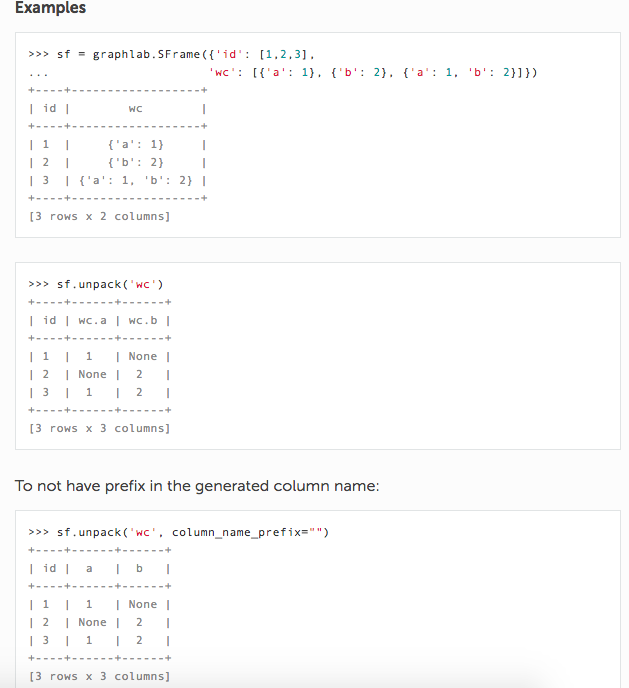 Examples
>>> sf = graphlab.SFrame({'id': [1,2,3],
...                      'wc': [{'a': 1}, {'b': 2}, {'a': 1, 'b': 2}]})
+----+------------------+
| id |        wc        |
+----+------------------+
| 1  |     {'a': 1}     |
| 2  |     {'b': 2}     |
| 3  | {'a': 1, 'b': 2} |
+----+------------------+
[3 rows x 2 columns]
>>> sf.unpack('wc')
+----+------+------+
| id | wc.a | wc.b |
+----+------+------+
| 1  |  1   | None |
| 2  | None |  2   |
| 3  |  1   |  2   |
+----+------+------+
[3 rows x 3 columns]
To not have prefix in the generated column name:
>>> sf.unpack('wc', column_name_prefix="")
+----+------+------+
| id |  a   |  b   |
+----+------+------+
| 1  |  1   | None |
| 2  | None |  2   |
| 3  |  1   |  2   |
+----+------+------+
[3 rows x 3 columns]